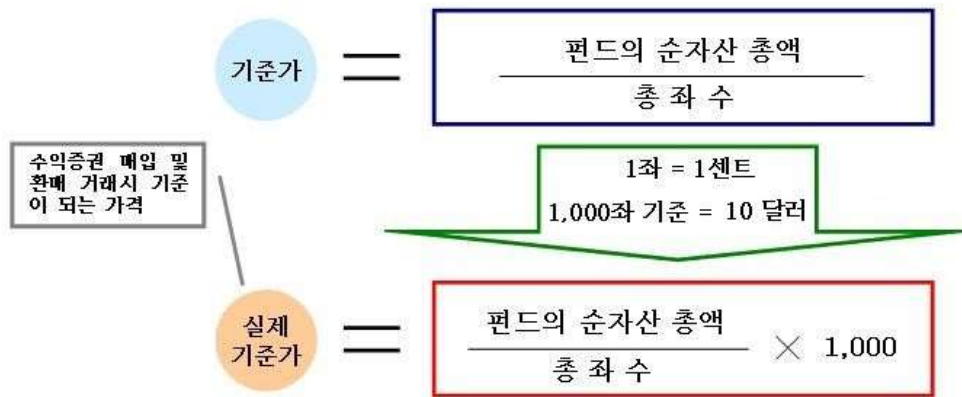 기준가
펀드의 순자산 총액
총 좌 수
수익증권 매입 및
환매 거래시 기준
이 되는 가격
1좌 = 1센트
1,000좌 기준 = 10 달러
실제
기준가
펀드의 순자산 총액
총 좌 수
× 1,000